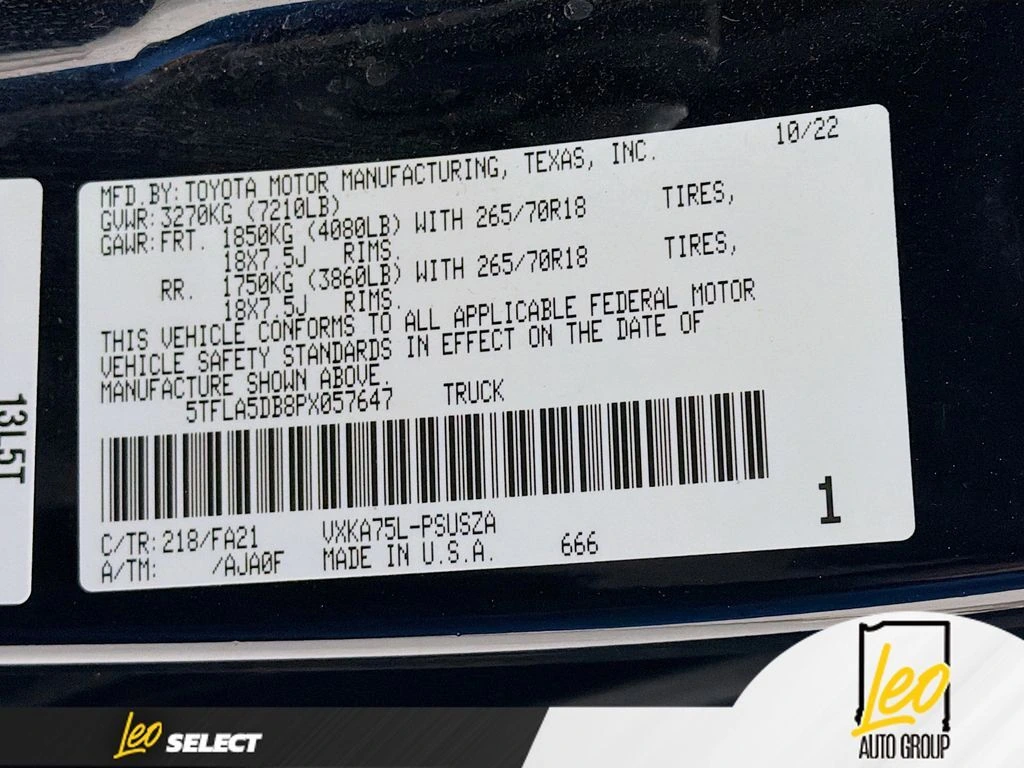 10/22
MFD.BY:TOYOTA MOTOR MANUFACTURING, TEXAS, INC.
GVWR:3270KG (7210LB)
GAWR:FRT. 1850KG (4080LB) WITH 265/70R18 TIRES,
18X7.5J RIMS.
RR. 1750KG (3860LB) WITH 265/70R18 TIRES,
18X7.5J RIMS.
THIS VEHICLE CONFORMS TO ALL APPLICABLE FEDERAL MOTOR
VEHICLE SAFETY STANDARDS IN EFFECT ON THE DATE OF
MANUFACTURE SHOWN ABOVE.
5TFLA5DB8PX057647 TRUCK
C/TR:218/FA21 VXKA75L-PSUSZA
A/TM: /AJA0F MADE IN U.S.A. 666
1
13L5T
Leo SELECT
Leo
AUTO GROUP